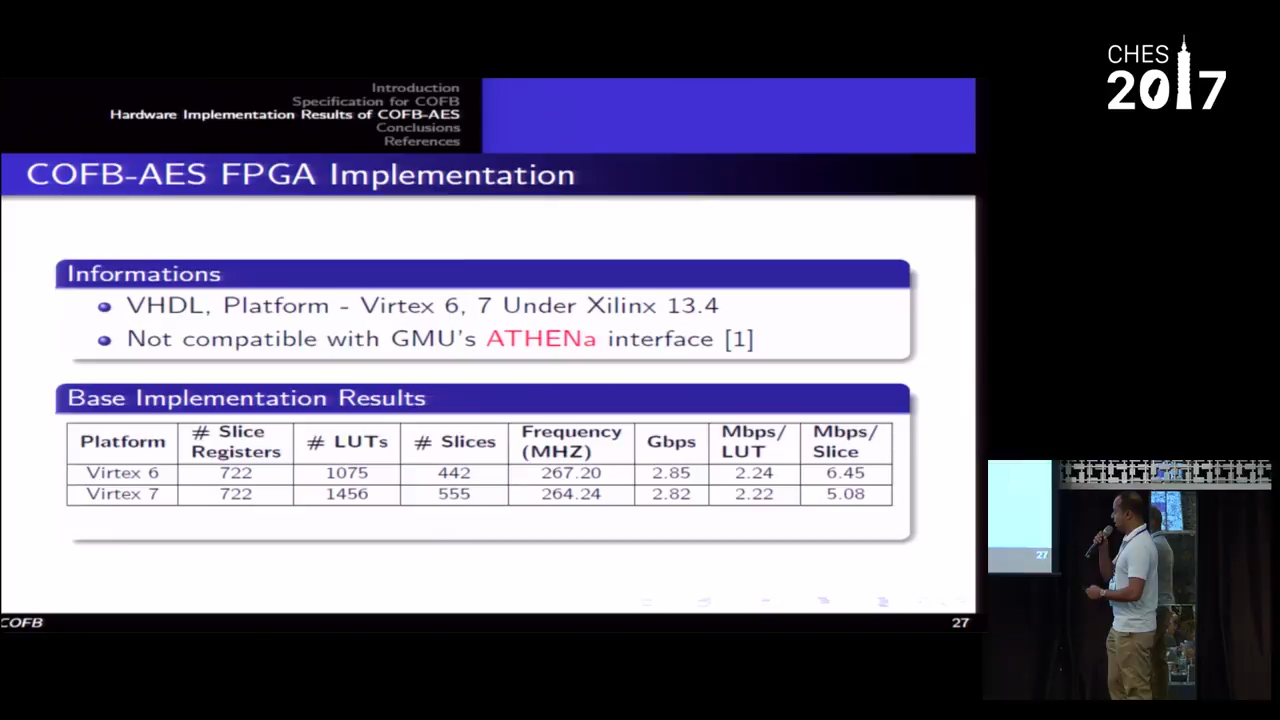 CHES
2017
Introduction
Specification for COFB
Hardware Implementation Results of COFB-AES
Conclusions
References
COFB-AES FPGA Implementation
Informations
VHDL, Platform - Virtex 6, 7 Under Xilinx 13.4
Not compatible with GMU's ATHENa interface [1]
Base Implementation Results
Platform # Slice Registers # LUTs # Slices Frequency (MHZ) Gbps Mbps/ LUT Mbps/ Slice
Virtex 6 722 1075 442 267.20 2.85 2.24 6.45
Virtex 7 722 1456 555 264.24 2.82 2.22 5.08
COFB 27
27